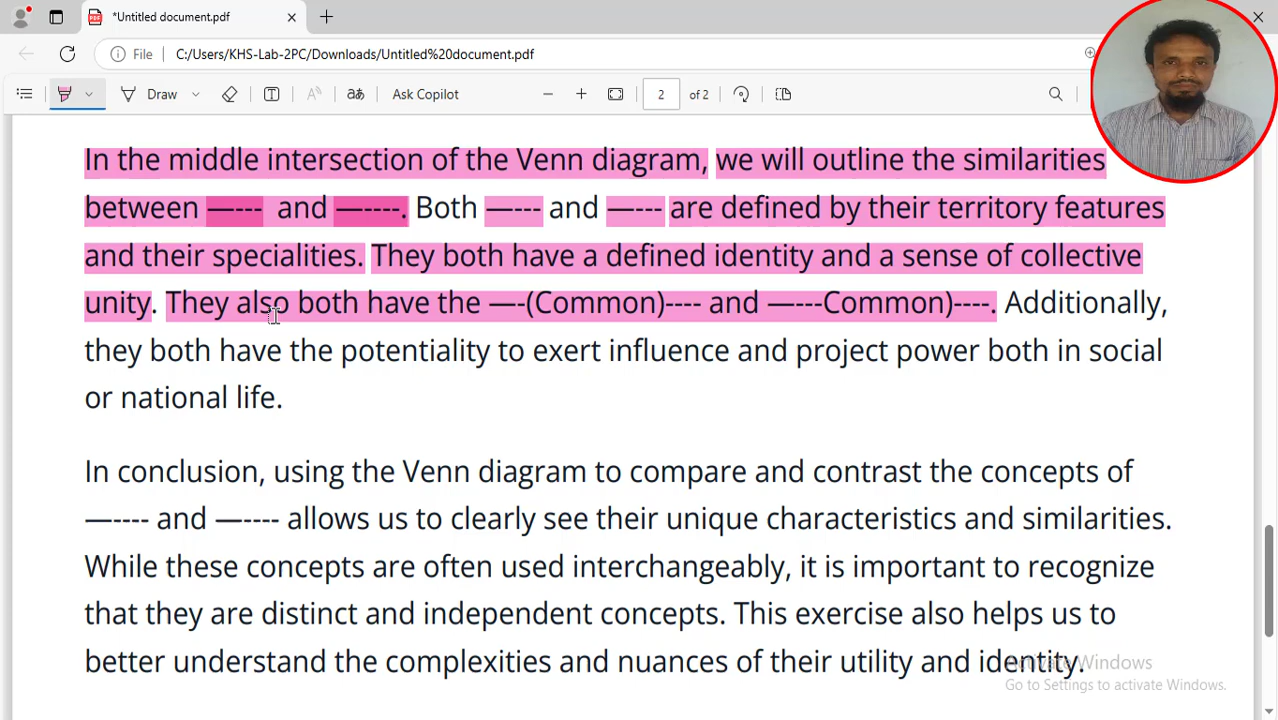 *Untitled document.pdf
File C:/Users/KHS-Lab-2PC/Downloads/Untitled%20document.pdf
Draw aあ Ask Copilot 2 of 2
In the middle intersection of the Venn diagram, we will outline the similarities
between —--- and —----. Both —--- and —--- are defined by their territory features
and their specialities. They both have a defined identity and a sense of collective
unity. They also both have the —-(Common)---- and —---Common)----. Additionally,
they both have the potentiality to exert influence and project power both in social
or national life.
In conclusion, using the Venn diagram to compare and contrast the concepts of
—---- and —---- allows us to clearly see their unique characteristics and similarities.
While these concepts are often used interchangeably, it is important to recognize
that they are distinct and independent concepts. This exercise also helps us to
better understand the complexities and nuances of their utility and identity.
Activate Windows
Go to Settings to activate Windows.